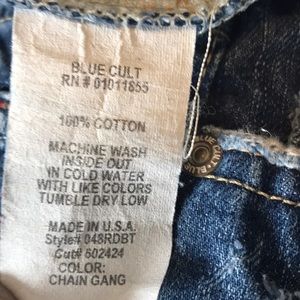 BLUE CULT
RN # 01011855
100% COTTON
MACHINE WASH
INSIDE OUT
IN COLD WATER
WITH LIKE COLORS
TUMBLE DRY LOW
MADE IN U.S.A.
Style# 048RDBT
Cut# 602424
COLOR:
CHAIN GANG